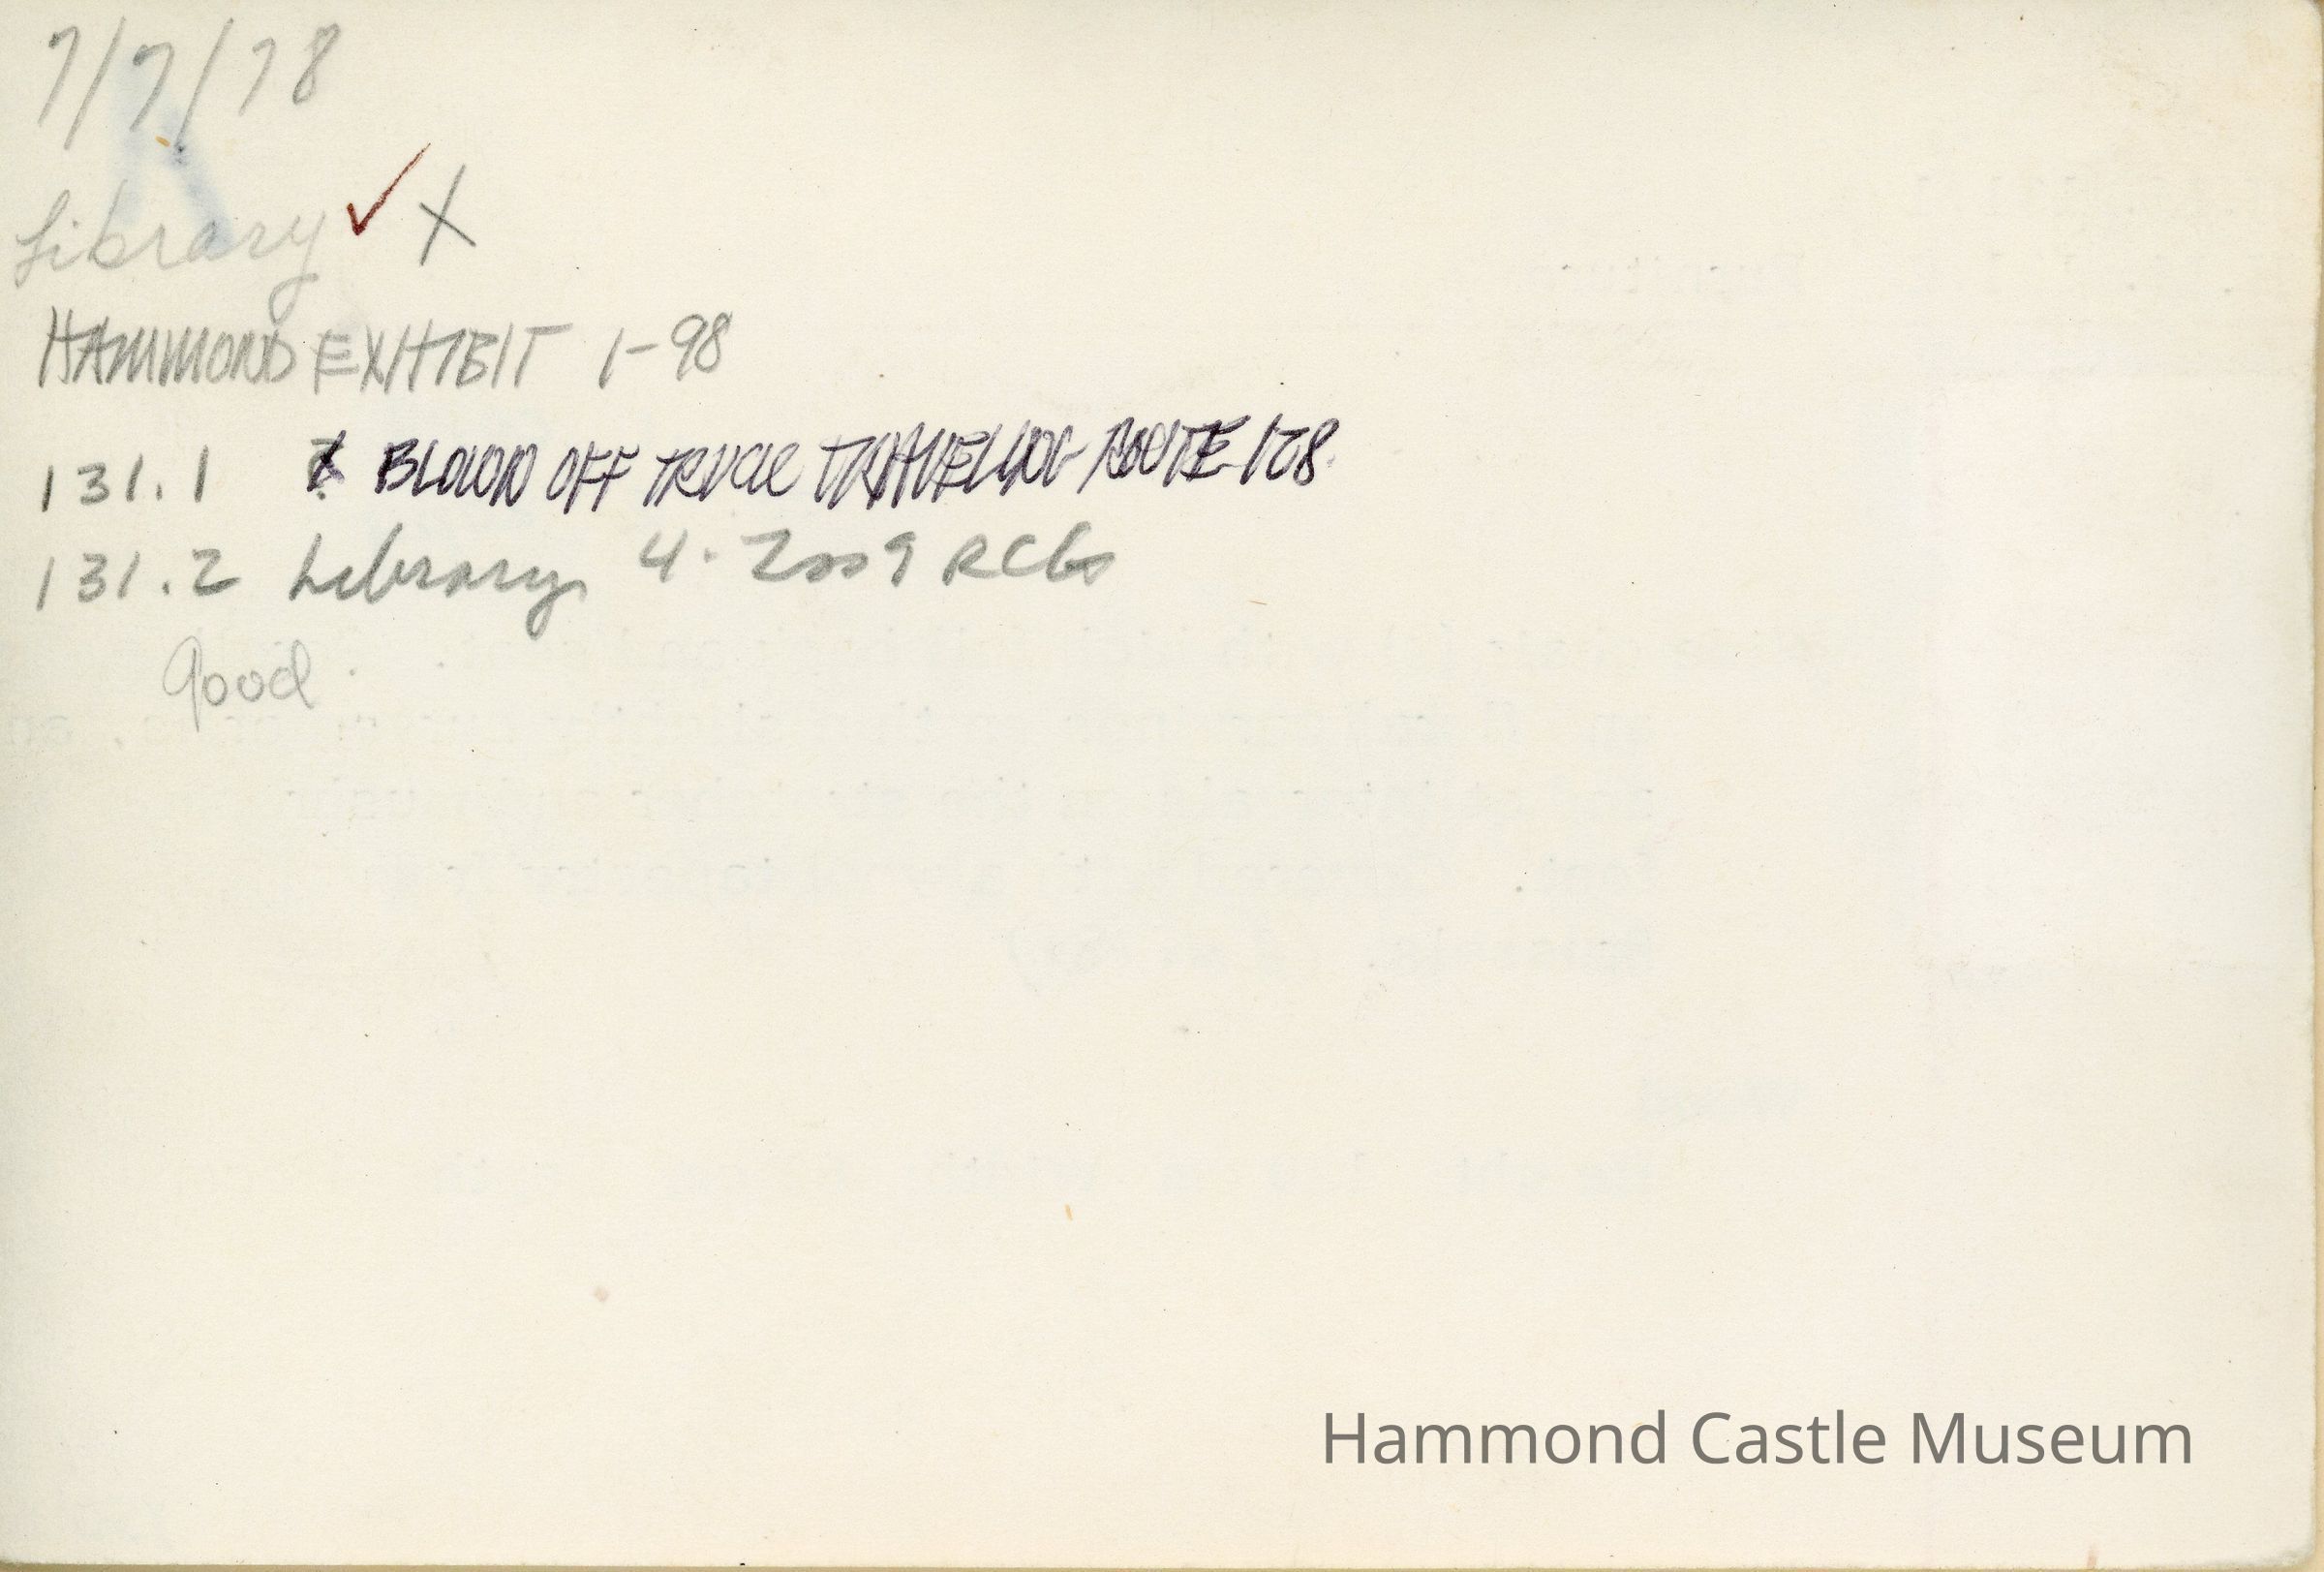 7/7/78
Library ✓ X
HAMMOND EXHIBIT 1-98
131.1 BLOWN OFF TRUCK TRAVELLING ROUTE 128
131.2 Library 4.2009 RCG
Good.
Hammond Castle Museum